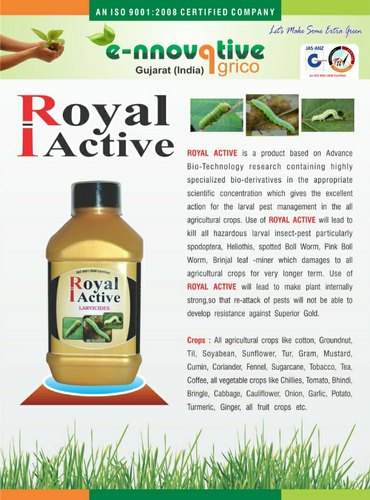 AN ISO 9001:2008 CERTIFIED COMPANY
Let's Make Some Extra Green
e-nnovative
agrico
Gujarat (India)
JAS-ANZ
Royal
Active
ROYAL ACTIVE is a product based on Advance
Bio-Technology research containing highly
specialized bio-derivatives in the appropriate
scientific concentration which gives the excellent
action for the larval pest management in the all
agricultural crops. Use of ROYAL ACTIVE will lead to
kill all hazardous larval insect-pest particularly
spodoptera, Heliothis, spotted Boll Worm, Pink Boll
Worm, Brinjal leaf -miner which damages to all
agricultural crops for very longer term. Use of
ROYAL ACTIVE will lead to make plant internally
strong,so that re-attack of pests will not be able to
develop resistance against Superior Gold.
Royal
Active
LARVICIDES
Crops : All agricultural crops like cotton, Groundnut,
Til, Soyabean, Sunflower, Tur, Gram, Mustard,
Cumin, Coriander, Fennel, Sugarcane, Tobacco, Tea,
Coffee, all vegetable crops like Chillies, Tomato, Bhindi,
Bringle, Cabbage, Cauliflower, Onion, Garlic, Potato,
Turmeric, Ginger, all fruit crops etc.